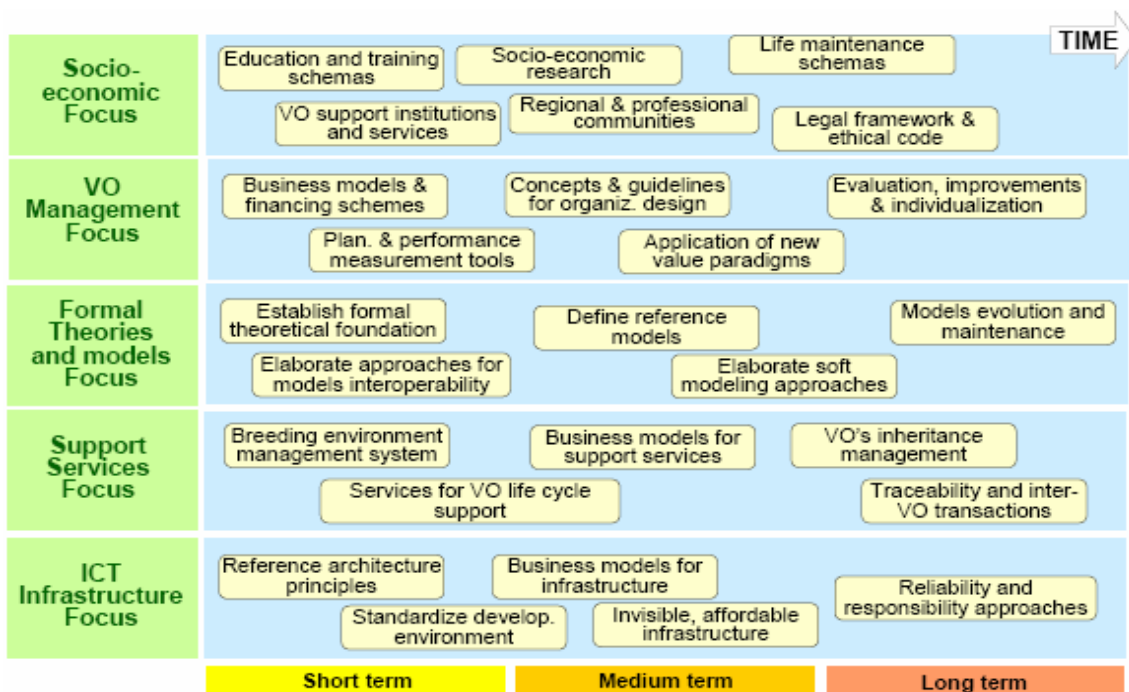 TIME
Socio-
economic
Focus
Education and training
schemas
Socio-economic
research
Life maintenance
schemas
VO support institutions
and services
Regional & professional
communities
Legal framework &
ethical code
VO
Management
Focus
Business models &
financing schemes
Concepts & guidelines
for organiz. design
Evaluation, improvements
& individualization
Plan. & performance
measurement tools
Application of new
value paradigms
Formal
Theories
and models
Focus
Establish formal
theoretical foundation
Define reference
models
Models evolution and
maintenance
Elaborate approaches for
models interoperability
Elaborate soft
modeling approaches
Support
Services
Focus
Breeding environment
management system
Business models for
support services
VO's inheritance
management
Services for VO life cycle
support
Traceability and inter-
VO transactions
ICT
Infrastructure
Focus
Reference architecture
principles
Business models for
infrastructure
Reliability and
responsibility approaches
Standardize develop.
environment
Invisible, affordable
infrastructure
Short term
Medium term
Long term